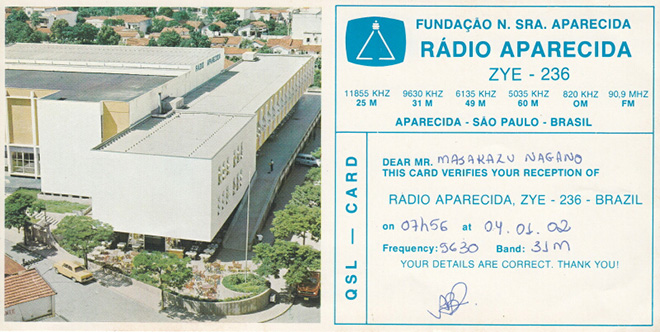 RÁDIO APARECIDA
FUNDAÇÃO N. SRA. APARECIDA
RÁDIO APARECIDA
ZYE - 236
11855 KHZ 9630 KHZ 6135 KHZ 5035 KHZ 820 KHZ 90,9 MHZ
25 M 31 M 49 M 60 M OM FM
APARECIDA - SÃO PAULO - BRASIL
QSL — CARD
DEAR MR. MASAKAZU NAGANO
THIS CARD VERIFIES YOUR RECEPTION OF
RÁDIO APARECIDA, ZYE - 236 - BRAZIL
on 07h56 at 04.01.02
Frequency: 9630 Band: 31M
YOUR DETAILS ARE CORRECT. THANK YOU!